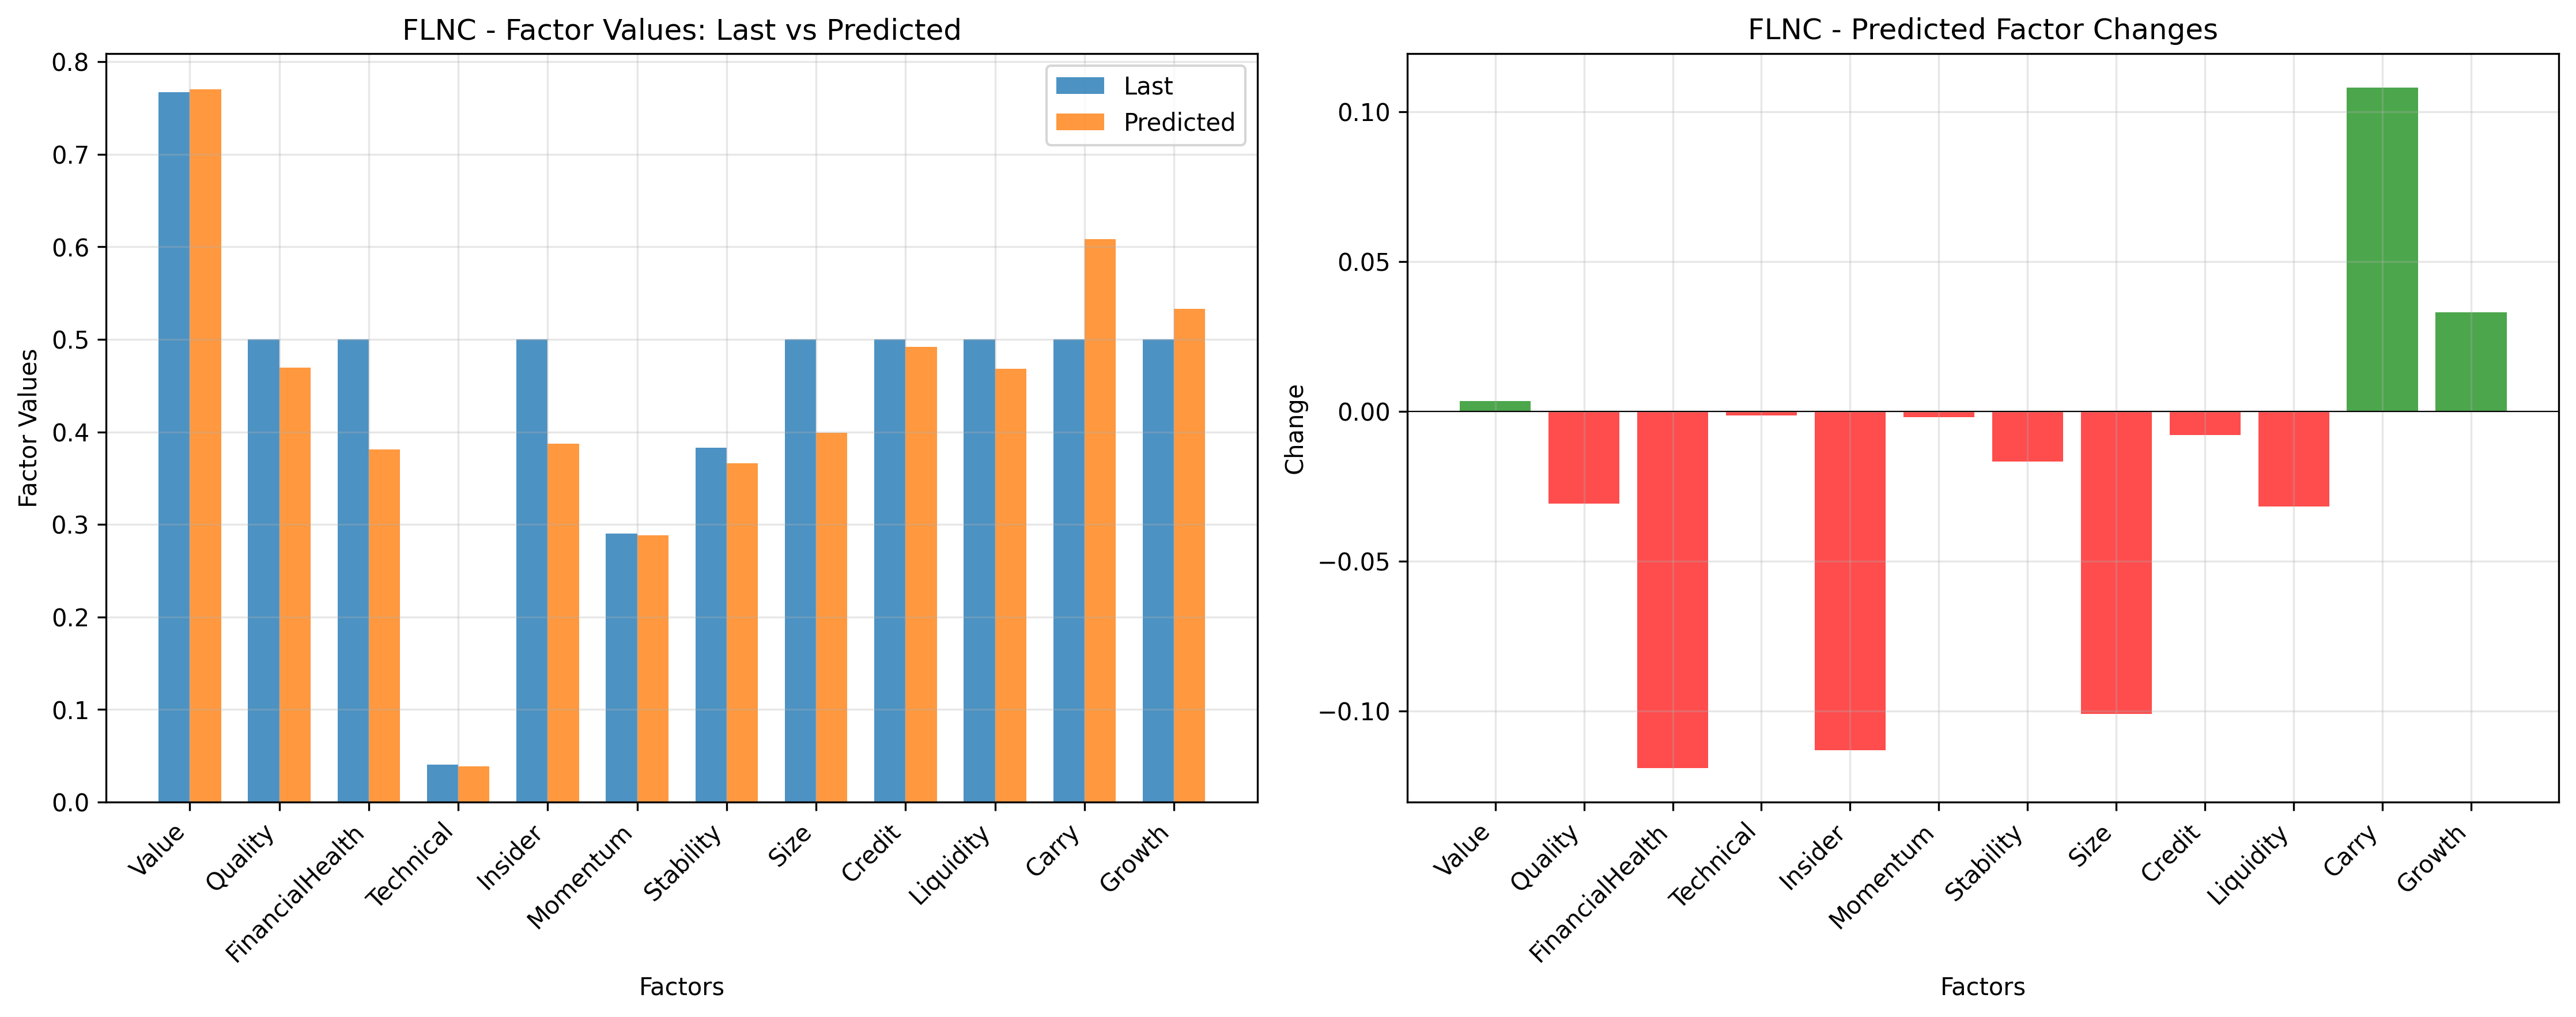 FLNC - Factor Values: Last vs Predicted
Last
Predicted
Factor Values
0.8
0.7
0.6
0.5
0.4
0.3
0.2
0.1
0.0
Value
Quality
FinancialHealth
Technical
Insider
Momentum
Stability
Size
Credit
Liquidity
Carry
Growth
Factors
FLNC - Predicted Factor Changes
Change
0.10
0.05
0.00
−0.05
−0.10
Value
Quality
FinancialHealth
Technical
Insider
Momentum
Stability
Size
Credit
Liquidity
Carry
Growth
Factors